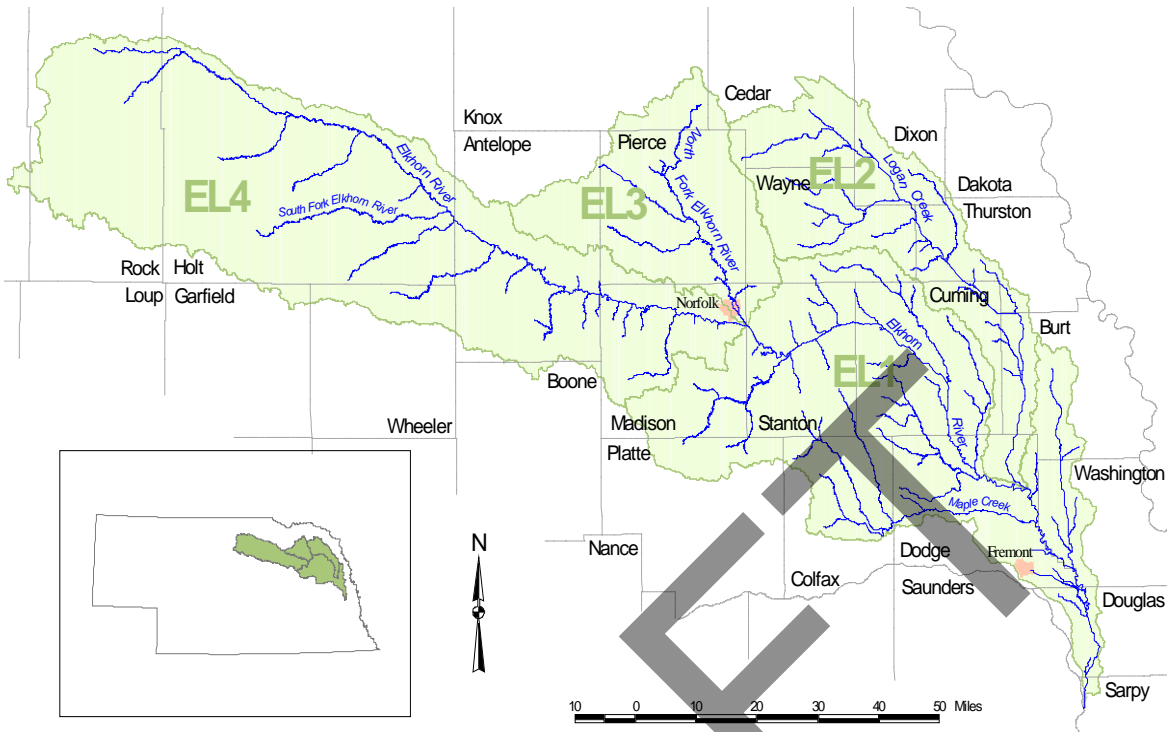 Cedar
Knox
Antelope
Pierce
Dixon
North
Fork Elkhorn River
Elkhorn River
Logan
Creek
EL2
Wayne
Dakota
Thurston
EL4
EL3
South Fork Elkhorn River
Rock
Holt
Loup
Garfield
Norfolk
Cuming
Burt
Elkhorn
River
EL1
Boone
Wheeler
Madison
Platte
Stanton
Washington
Maple Creek
N
Nance
Dodge
Fremont
Colfax
Saunders
Douglas
Sarpy
10 0 10 20 30 40 50 Miles